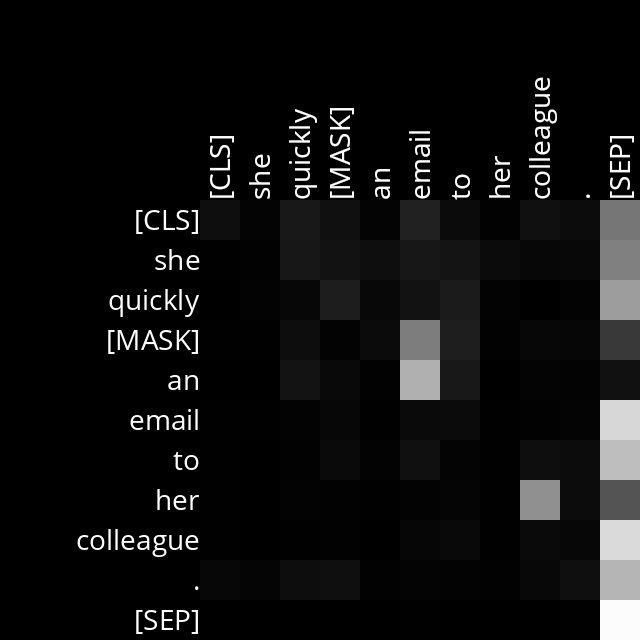 [CLS]
she
quickly
[MASK]
an
email
to
her
colleague
.
[SEP]
[CLS]
she
quickly
[MASK]
an
email
to
her
colleague
.
[SEP]